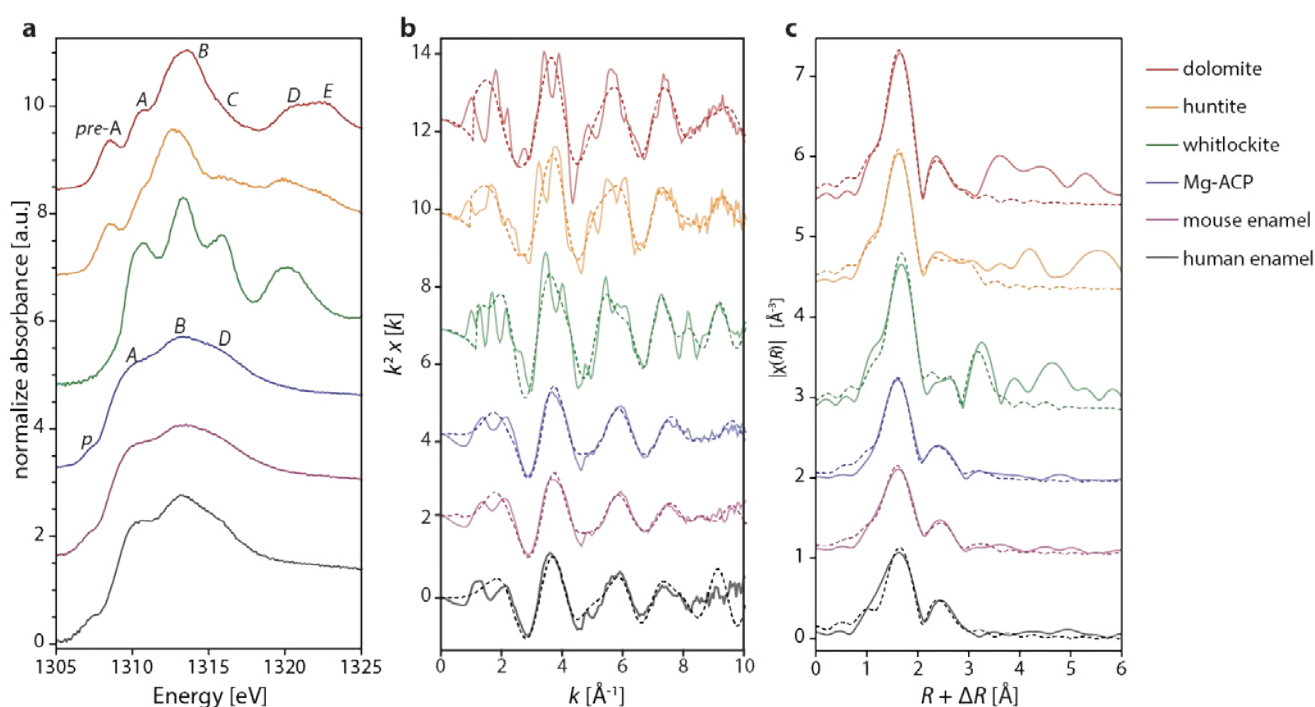 a
normalize absorbance [a.u.]
10
8
6
4
2
0
pre-A
A
B
C
D
E
p
A
B
D
1305
1310
1315
1320
1325
Energy [eV]
b
k² x [k]
14
12
10
8
6
4
2
0
0
2
4
6
8
10
k [Å⁻¹]
c
|χ(R)| [Å⁻³]
7
6
5
4
3
2
1
0
0
1
2
3
4
5
6
R + ΔR [Å]
dolomite
huntite
whitlockite
Mg-ACP
mouse enamel
human enamel